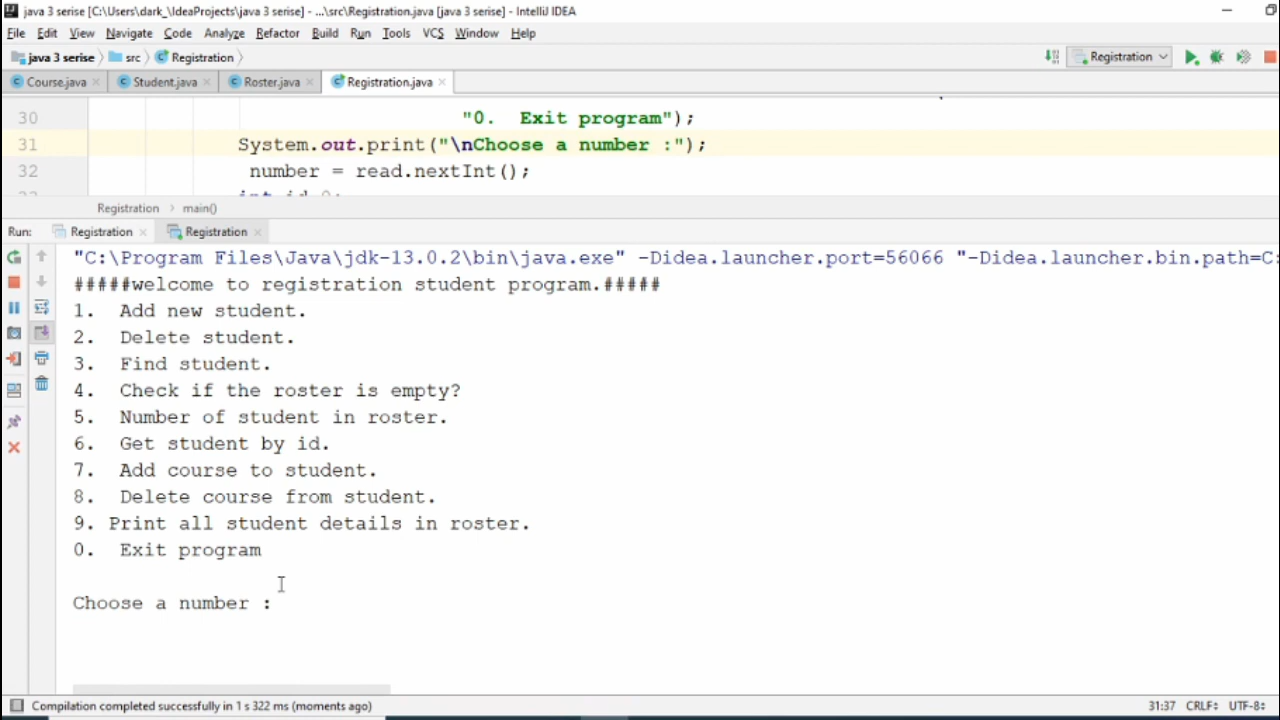 java 3 serise [C:\Users\dark_\IdeaProjects\java 3 serise] - ...\src\Registration.java [java 3 serise] - IntelliJ IDEA
File Edit View Navigate Code Analyze Refactor Build Run Tools VCS Window Help
java 3 serise src Registration Registration
Course.java Student.java Roster.java Registration.java
30 "0.  Exit program");
31 System.out.print("\nChoose a number :");
32 number = read.nextInt();
Registration > main()
Run: Registration Registration
"C:\Program Files\Java\jdk-13.0.2\bin\java.exe" -Didea.launcher.port=56066 "-Didea.launcher.bin.path=C:
#####welcome to registration student program.#####
1.  Add new student.
2.  Delete student.
3.  Find student.
4.  Check if the roster is empty?
5.  Number of student in roster.
6.  Get student by id.
7.  Add course to student.
8.  Delete course from student.
9. Print all student details in roster.
0.  Exit program
Choose a number :
Compilation completed successfully in 1 s 322 ms (moments ago) 31:37 CRLF UTF-8